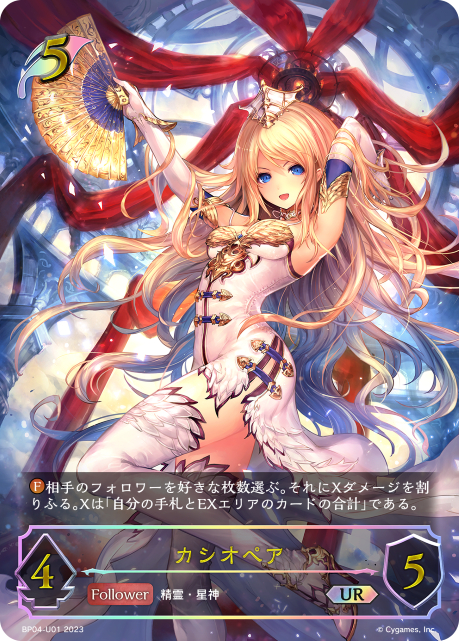 5
F 相手のフォロワーを好きな枚数選ぶ。それにXダメージを割
りふる。Xは「自分の手札とEXエリアのカードの合計」である。
カシオペア
4
5
Follower 精霊・星神
UR
BP04-U01 2023
© Cygames, Inc.